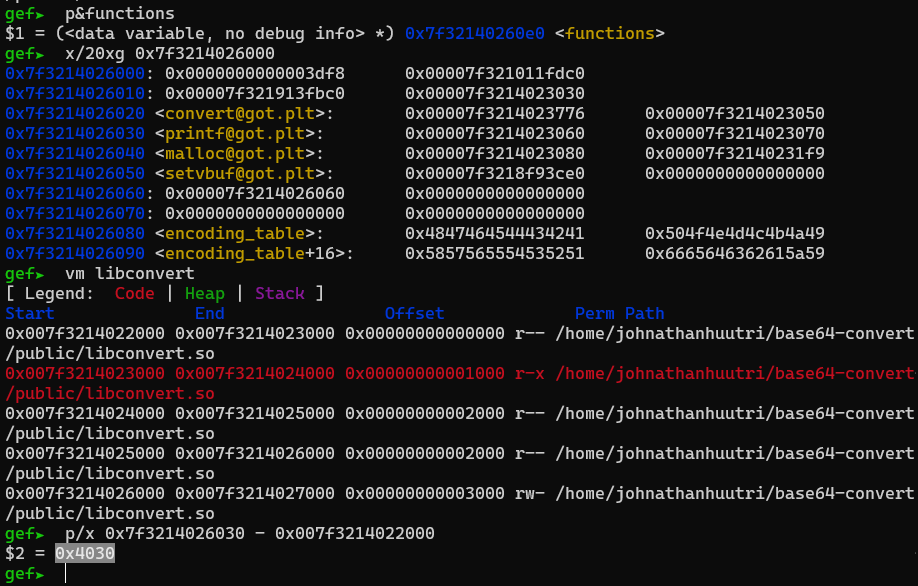 gef➤  p&functions
$1 = (<data variable, no debug info> *) 0x7f32140260e0 <functions>
gef➤  x/20xg 0x7f3214026000
0x7f3214026000: 0x0000000000003df8      0x00007f321011fdc0
0x7f3214026010: 0x00007f321913fbc0      0x00007f3214023030
0x7f3214026020 <convert@got.plt>:       0x00007f3214023776      0x00007f3214023050
0x7f3214026030 <printf@got.plt>:        0x00007f3214023060      0x00007f3214023070
0x7f3214026040 <malloc@got.plt>:        0x00007f3214023080      0x00007f32140231f9
0x7f3214026050 <setvbuf@got.plt>:       0x00007f3218f93ce0      0x0000000000000000
0x7f3214026060: 0x00007f3214026060      0x0000000000000000
0x7f3214026070: 0x0000000000000000      0x0000000000000000
0x7f3214026080 <encoding_table>:        0x4847464544434241      0x504f4e4d4c4b4a49
0x7f3214026090 <encoding_table+16>:     0x5857565554535251      0x6665646362615a59
gef➤  vm libconvert
[ Legend:  Code | Heap | Stack ]
Start              End                Offset             Perm Path
0x007f3214022000 0x007f3214023000 0x00000000000000 r-- /home/johnathanhuutri/base64-convert
/public/libconvert.so
0x007f3214023000 0x007f3214024000 0x00000000001000 r-x /home/johnathanhuutri/base64-convert
/public/libconvert.so
0x007f3214024000 0x007f3214025000 0x00000000002000 r-- /home/johnathanhuutri/base64-convert
/public/libconvert.so
0x007f3214025000 0x007f3214026000 0x00000000002000 r-- /home/johnathanhuutri/base64-convert
/public/libconvert.so
0x007f3214026000 0x007f3214027000 0x00000000003000 rw- /home/johnathanhuutri/base64-convert
/public/libconvert.so
gef➤  p/x 0x7f3214026030 - 0x007f3214022000
$2 = 0x4030
gef➤